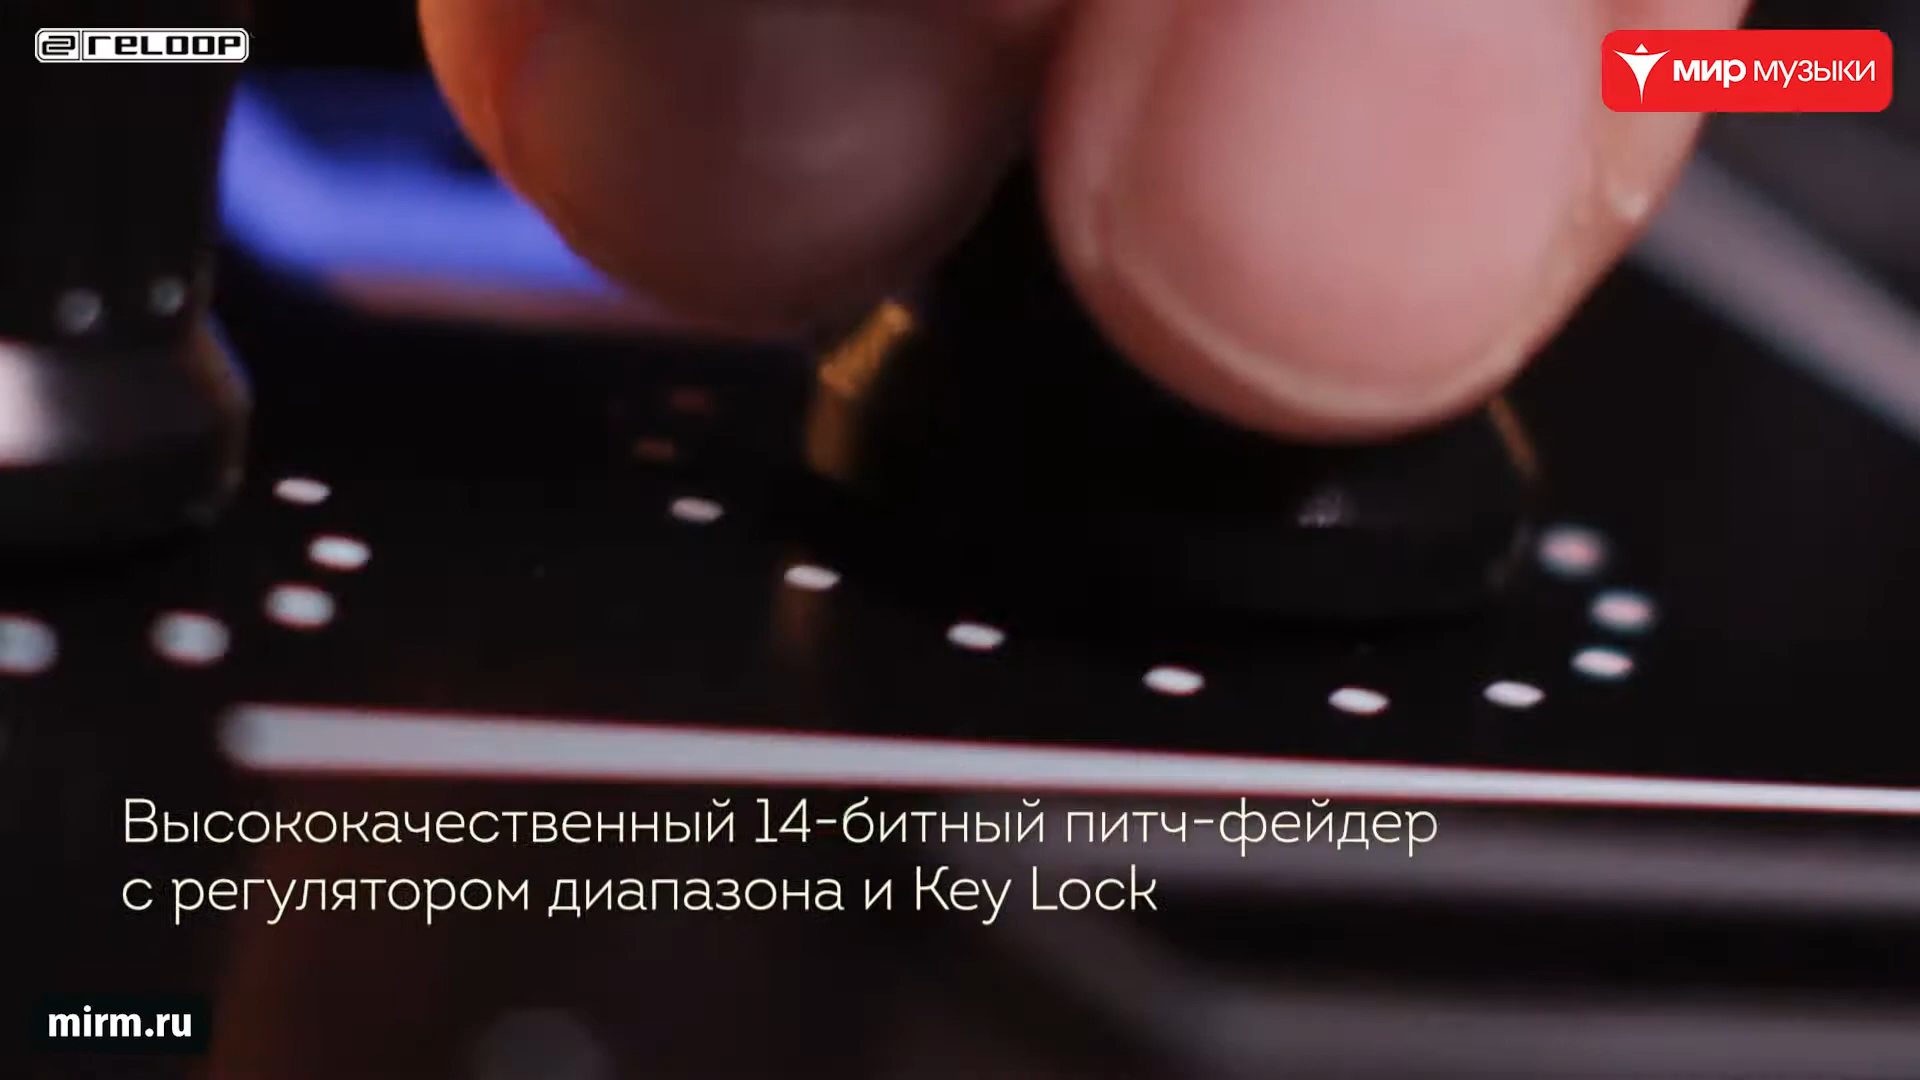 RELOOP
мир музыки
Высококачественный 14-битный питч-фейдер
с регулятором диапазона и Key Lock
mirm.ru